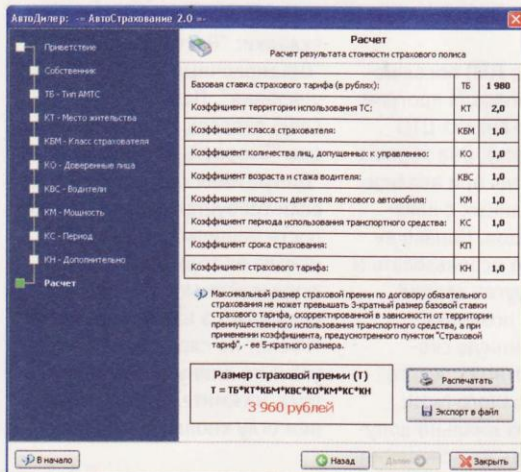 АвтоДилер: -= АвтоСтрахование 2.0 =-
Приветствие
Собственник
ТБ - Тип АМТС
КТ - Место жительства
КБМ - Класс страхователя
КО - Доверенные лица
КВС - Водители
КМ - Мощность
КС - Период
КН - Дополнительно
Расчет
Расчет
Расчет результата стоимости страхового полиса
Базовая ставка страхового тарифа (в рублях): ТБ 1 980
Коэффициент территории использования ТС: КТ 2,0
Коэффициент класса страхователя: КБМ 1,0
Коэффициент количества лиц, допущенных к управлению: КО 1,0
Коэффициент возраста и стажа водителя: КВС 1,0
Коэффициент мощности двигателя легкового автомобиля: КМ 1,0
Коэффициент периода использования транспортного средства: КС 1,0
Коэффициент срока страхования: КП
Коэффициент страхового тарифа: КН 1,0
Максимальный размер страховой премии по договору обязательного
страхования не может превышать 3-кратный размер базовой ставки
страхового тарифа, скорректированной в зависимости от территории
преимущественного использования транспортного средства, а при
применении коэффициента, предусмотренного пунктом "Страховой
тариф", - ее 5-кратного размера.
Размер страховой премии (Т)
Т = ТБ*КТ*КБМ*КВС*КО*КМ*КС*КН
3 960 рублей
Распечатать
Экспорт в файл
В начало
Назад
Далее
Закрыть